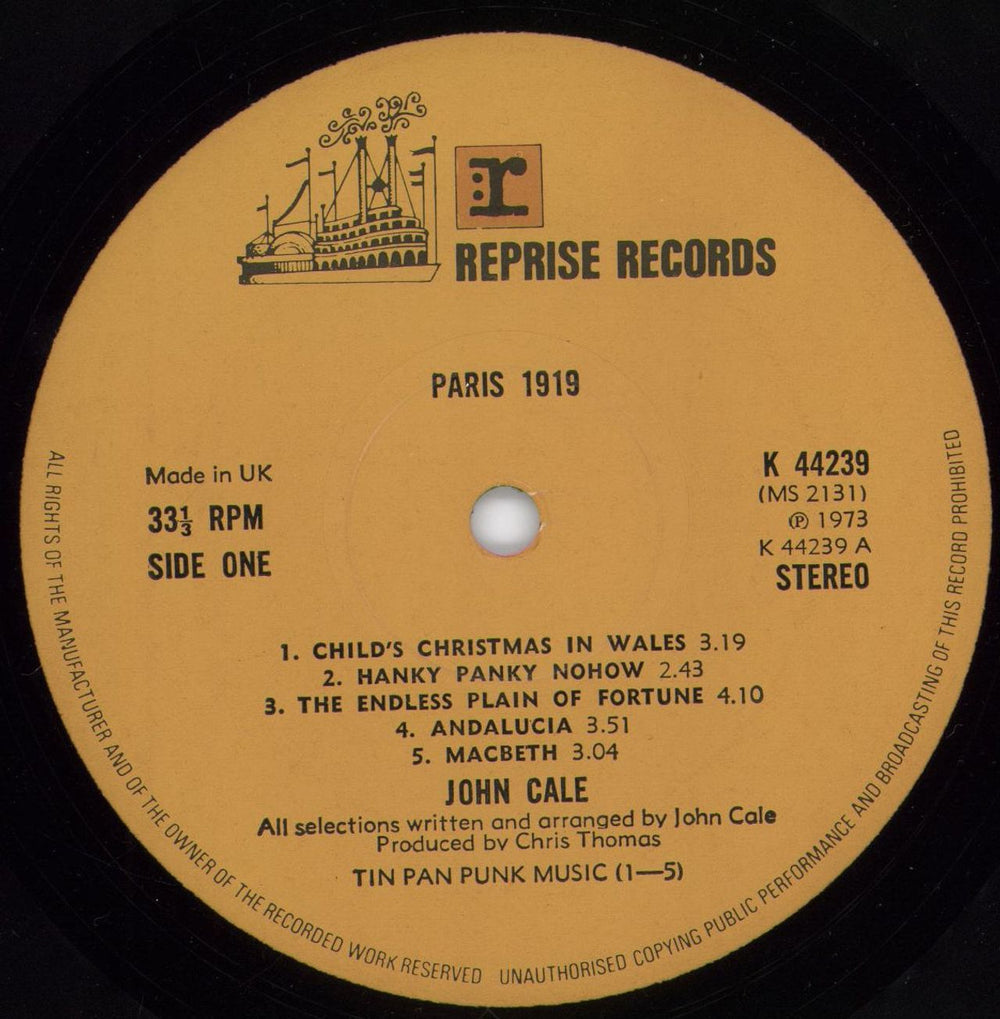 r
REPRISE RECORDS
PARIS 1919
Made in UK
33⅓ RPM
SIDE ONE
K 44239
(MS 2131)
℗ 1973
K 44239 A
STEREO
1. CHILD'S CHRISTMAS IN WALES 3.19
2. HANKY PANKY NOHOW 2.43
3. THE ENDLESS PLAIN OF FORTUNE 4.10
4. ANDALUCIA 3.51
5. MACBETH 3.04
JOHN CALE
All selections written and arranged by John Cale
Produced by Chris Thomas
TIN PAN PUNK MUSIC (1—5)
ALL RIGHTS OF THE MANUFACTURER AND OF THE OWNER OF THE RECORDED WORK RESERVED UNAUTHORISED COPYING PUBLIC PERFORMANCE AND BROADCASTING OF THIS RECORD PROHIBITED